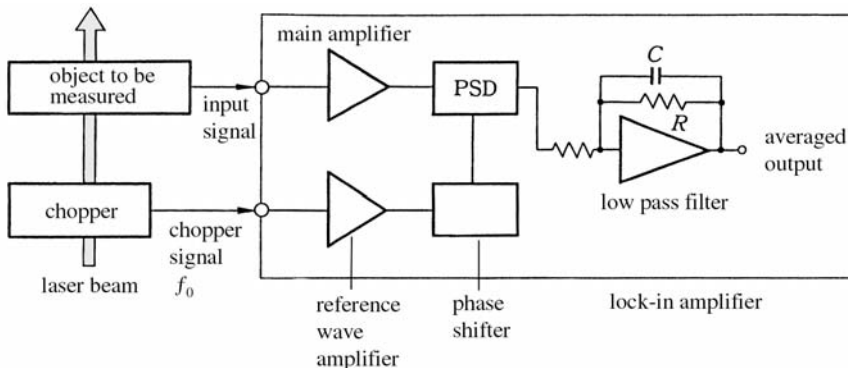 main amplifier
object to be
measured
input
signal
PSD
C
R
averaged
output
low pass filter
chopper
chopper
signal
f₀
laser beam
reference
wave
amplifier
phase
shifter
lock-in amplifier